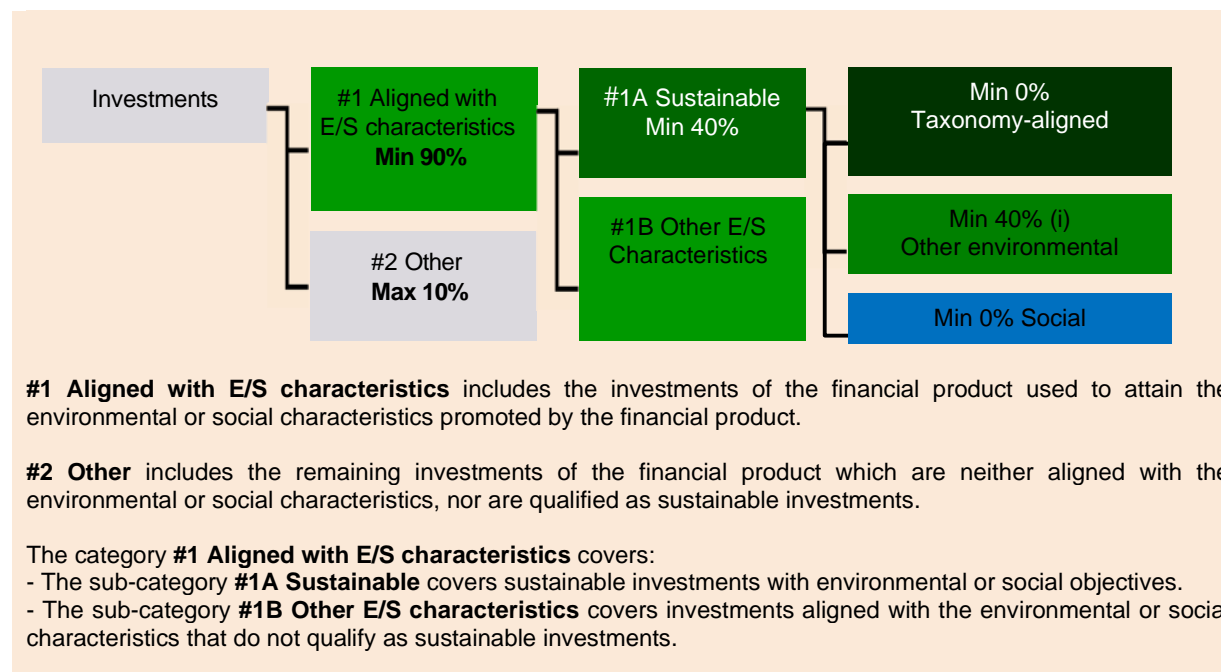 Investments
#1 Aligned with
E/S characteristics
Min 90%
#2 Other
Max 10%
#1A Sustainable
Min 40%
#1B Other E/S
Characteristics
Min 0%
Taxonomy-aligned
Min 40% (i)
Other environmental
Min 0% Social
#1 Aligned with E/S characteristics includes the investments of the financial product used to attain the
environmental or social characteristics promoted by the financial product.
#2 Other includes the remaining investments of the financial product which are neither aligned with the
environmental or social characteristics, nor are qualified as sustainable investments.
The category #1 Aligned with E/S characteristics covers:
- The sub-category #1A Sustainable covers sustainable investments with environmental or social objectives.
- The sub-category #1B Other E/S characteristics covers investments aligned with the environmental or social
characteristics that do not qualify as sustainable investments.